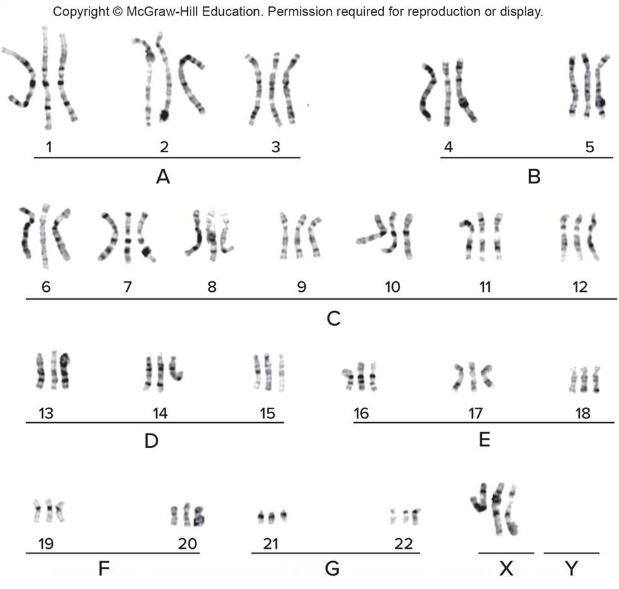 Copyright © McGraw-Hill Education. Permission required for reproduction or display.
1 2 3 4 5
A B
6 7 8 9 10 11 12
C
13 14 15 16 17 18
D E
19 20 21 22
F G X Y